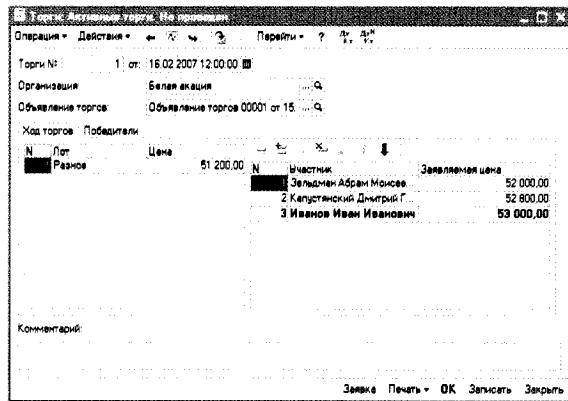 Торги: Активные торги. Не проведен
Операция Действия Перейти ?
Торги №: 1 от: 16.02.2007 12:00:00
Организация: Белая акация ...
Объявление торгов: Объявление торгов 00001 от 15. ...
Ход торгов Победители
N Лот Цена
Разное 51 200,00
N Участник Заявляемая цена
Зельдман Абрам Моисее... 52 000,00
2 Капустянский Дмитрий Г... 52 800,00
3 Иванов Иван Иванович 53 000,00
Комментарий:
Заявка Печать OK Записать Закрыть